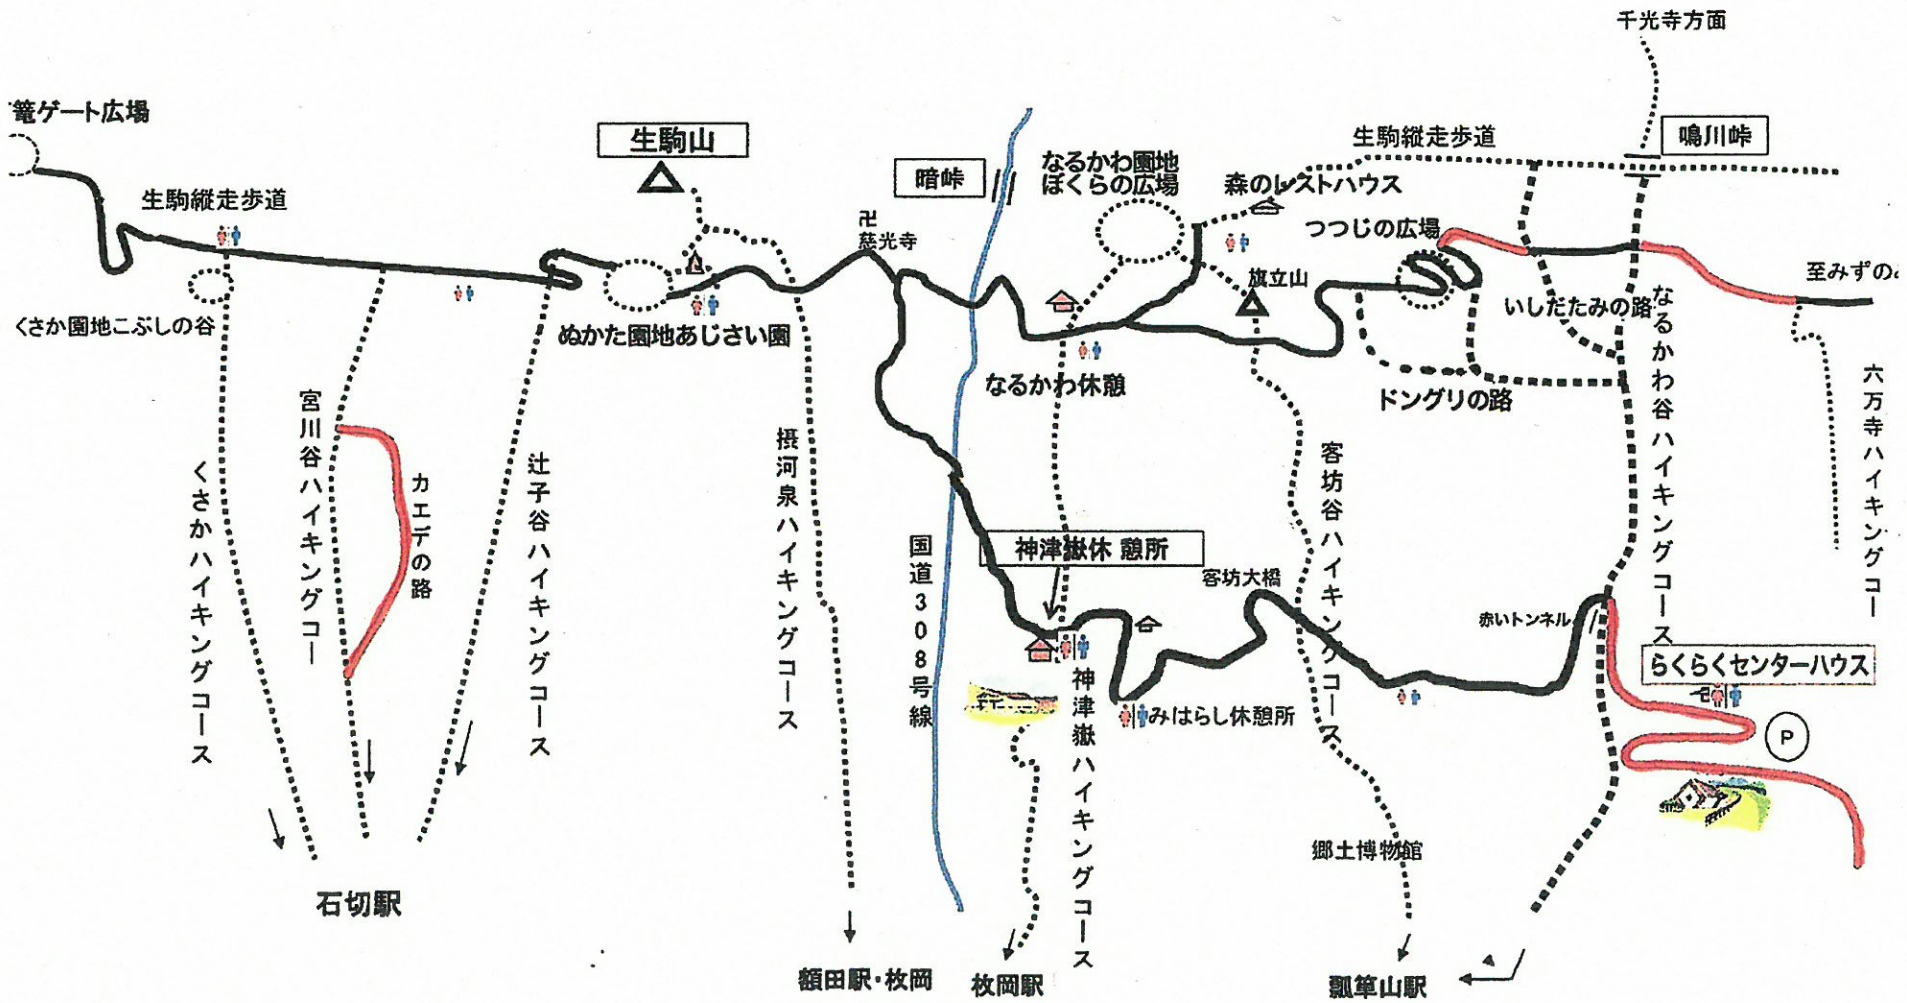 千光寺方面
篭ゲート広場
生駒山
暗峠
なるかわ園地
ぼくらの広場
生駒縦走歩道
鳴川峠
森のレストハウス
生駒縦走歩道
卍
慈光寺
つつじの広場
旗立山
至みずの
いしだたみの路
くさか園地こぶしの谷
ぬかた園地あじさい園
なるかわ休憩
ドングリの路
なるかわ谷ハイキングコース
六万寺ハイキングコー
宮川谷ハイキングコー
くさかハイキングコース
カエデの路
辻子谷ハイキングコース
摂河泉ハイキングコース
国道308号線
神津嶽休 憩所
客坊谷ハイキングコース
客坊大橋
赤いトンネル
らくらくセンターハウス
神津嶽ハイキングコース
みはらし休憩所
P
郷土博物館
石切駅
額田駅・枚岡
枚岡駅
瓢箪山駅